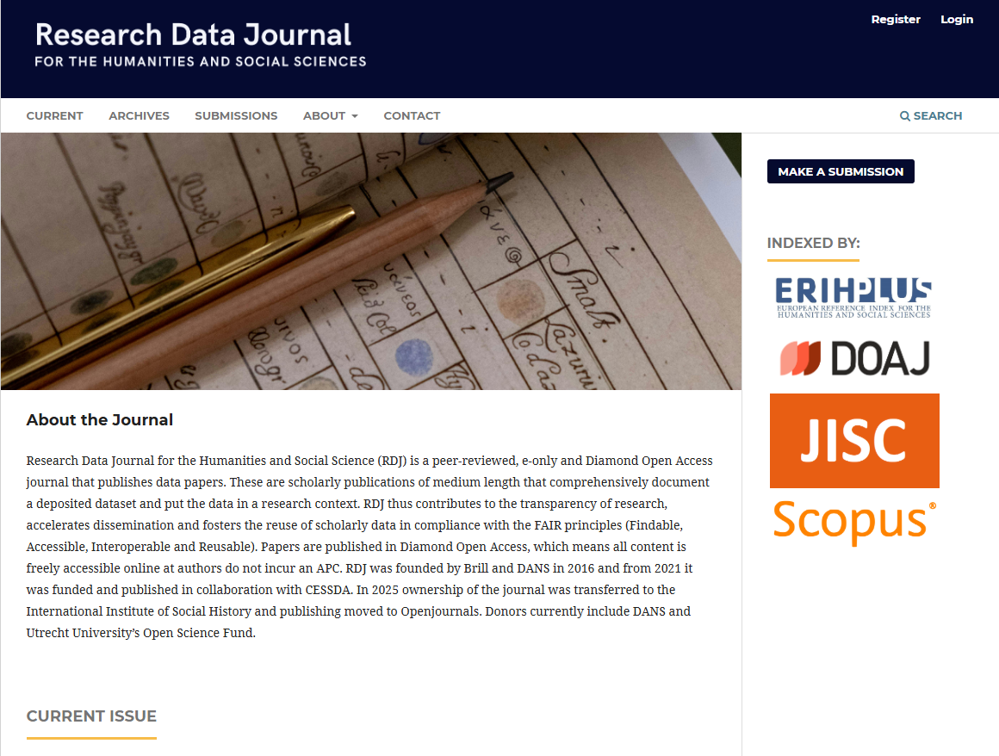 Research Data Journal
FOR THE HUMANITIES AND SOCIAL SCIENCES
Register Login
CURRENT ARCHIVES SUBMISSIONS ABOUT CONTACT SEARCH
Smalt.
MAKE A SUBMISSION
INDEXED BY:
ERIHPLUS
EUROPEAN REFERENCE INDEX FOR THE
HUMANITIES AND SOCIAL SCIENCES
DOAJ
JISC
Scopus®
About the Journal
Research Data Journal for the Humanities and Social Science (RDJ) is a peer-reviewed, e-only and Diamond Open Access
journal that publishes data papers. These are scholarly publications of medium length that comprehensively document
a deposited dataset and put the data in a research context. RDJ thus contributes to the transparency of research,
accelerates dissemination and fosters the reuse of scholarly data in compliance with the FAIR principles (Findable,
Accessible, Interoperable and Reusable). Papers are published in Diamond Open Access, which means all content is
freely accessible online at authors do not incur an APC. RDJ was founded by Brill and DANS in 2016 and from 2021 it
was funded and published in collaboration with CESSDA. In 2025 ownership of the journal was transferred to the
International Institute of Social History and publishing moved to Openjournals. Donors currently include DANS and
Utrecht University’s Open Science Fund.
CURRENT ISSUE